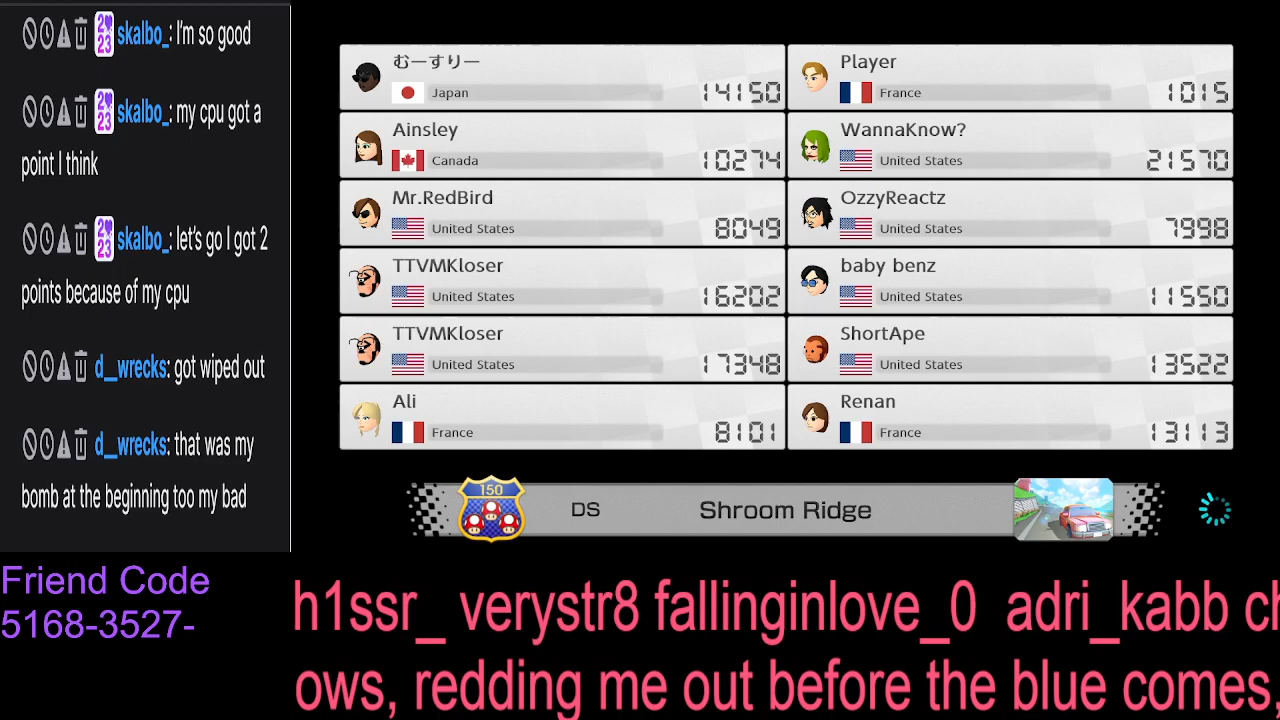 skalbo_: I'm so good
skalbo_: my cpu got a
point I think
skalbo_: let's go I got 2
points because of my cpu
d__wrecks: got wiped out
d__wrecks: that was my
bomb at the beginning too my bad
Friend Code
5168-3527-
むーすりー
Japan 14150
Player
France 1015
Ainsley
Canada 10274
WannaKnow?
United States 21570
Mr.RedBird
United States 8049
OzzyReactz
United States 7998
TTVMKloser
United States 16202
baby benz
United States 11550
TTVMKloser
United States 17348
ShortApe
United States 13522
Ali
France 8101
Renan
France 13113
150 DS Shroom Ridge
h1ssr_ verystr8 fallinginlove_0 adri_kabb ch
ows, redding me out before the blue comes,